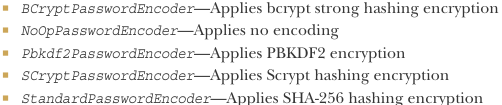 ■ BCryptPasswordEncoder—Applies bcrypt strong hashing encryption
■ NoOpPasswordEncoder—Applies no encoding
■ Pbkdf2PasswordEncoder—Applies PBKDF2 encryption
■ SCryptPasswordEncoder—Applies Scrypt hashing encryption
■ StandardPasswordEncoder—Applies SHA-256 hashing encryption